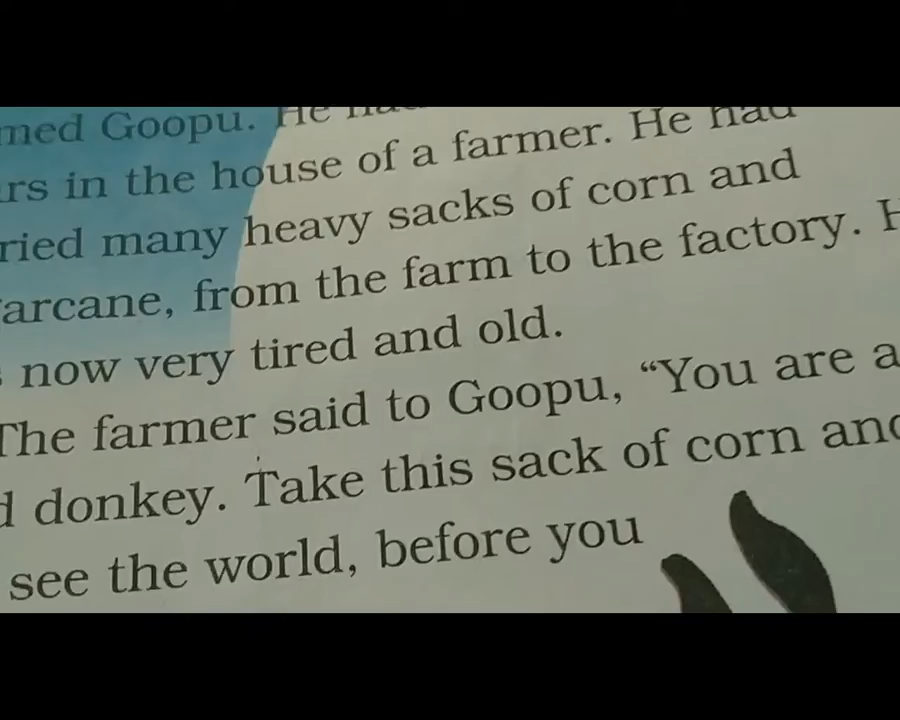 med Goopu. He had
rs in the house of a farmer. He had
ried many heavy sacks of corn and
arcane, from the farm to the factory. H
now very tired and old.
The farmer said to Goopu, “You are a
d donkey. Take this sack of corn and
see the world, before you